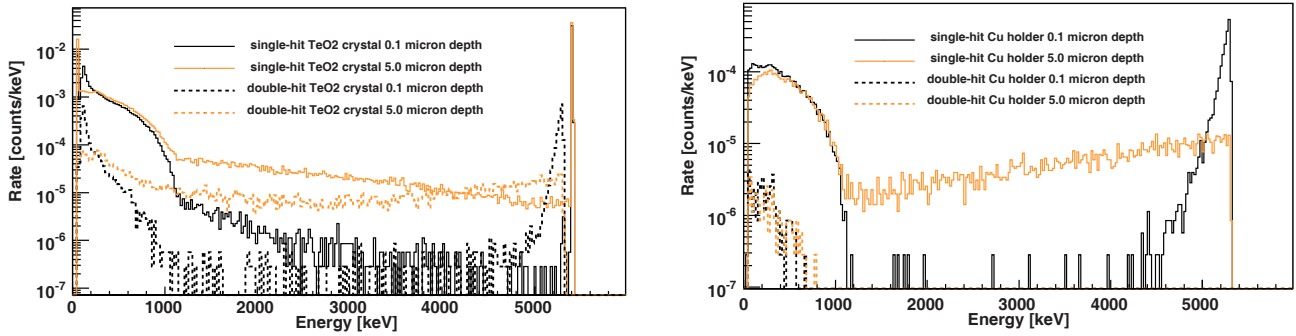 single-hit TeO2 crystal 0.1 micron depth
single-hit TeO2 crystal 5.0 micron depth
double-hit TeO2 crystal 0.1 micron depth
double-hit TeO2 crystal 5.0 micron depth
Rate [counts/keV]
10-2
10-3
10-4
10-5
10-6
10-7
0 1000 2000 3000 4000 5000
Energy [keV]
single-hit Cu holder 0.1 micron depth
single-hit Cu holder 5.0 micron depth
double-hit Cu holder 0.1 micron depth
double-hit Cu holder 5.0 micron depth
Rate [counts/keV]
10-4
10-5
10-6
10-7
0 1000 2000 3000 4000 5000
Energy [keV]